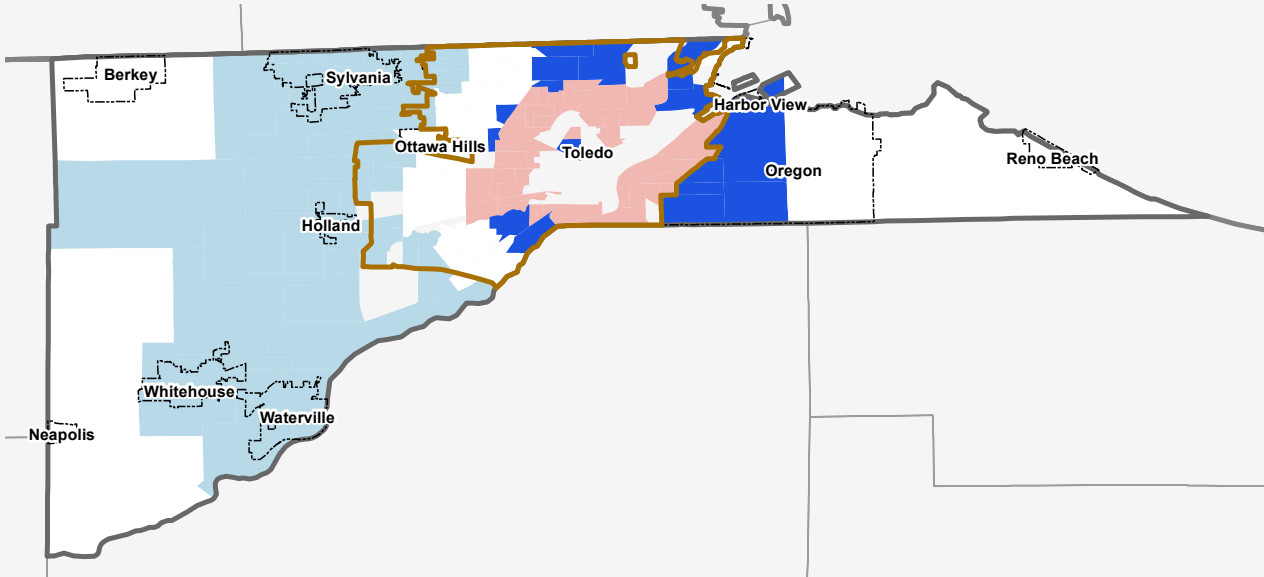 Berkey
Sylvania
Harbor View
Ottawa Hills
Toledo
Reno Beach
Oregon
Holland
Whitehouse
Waterville
Neapolis